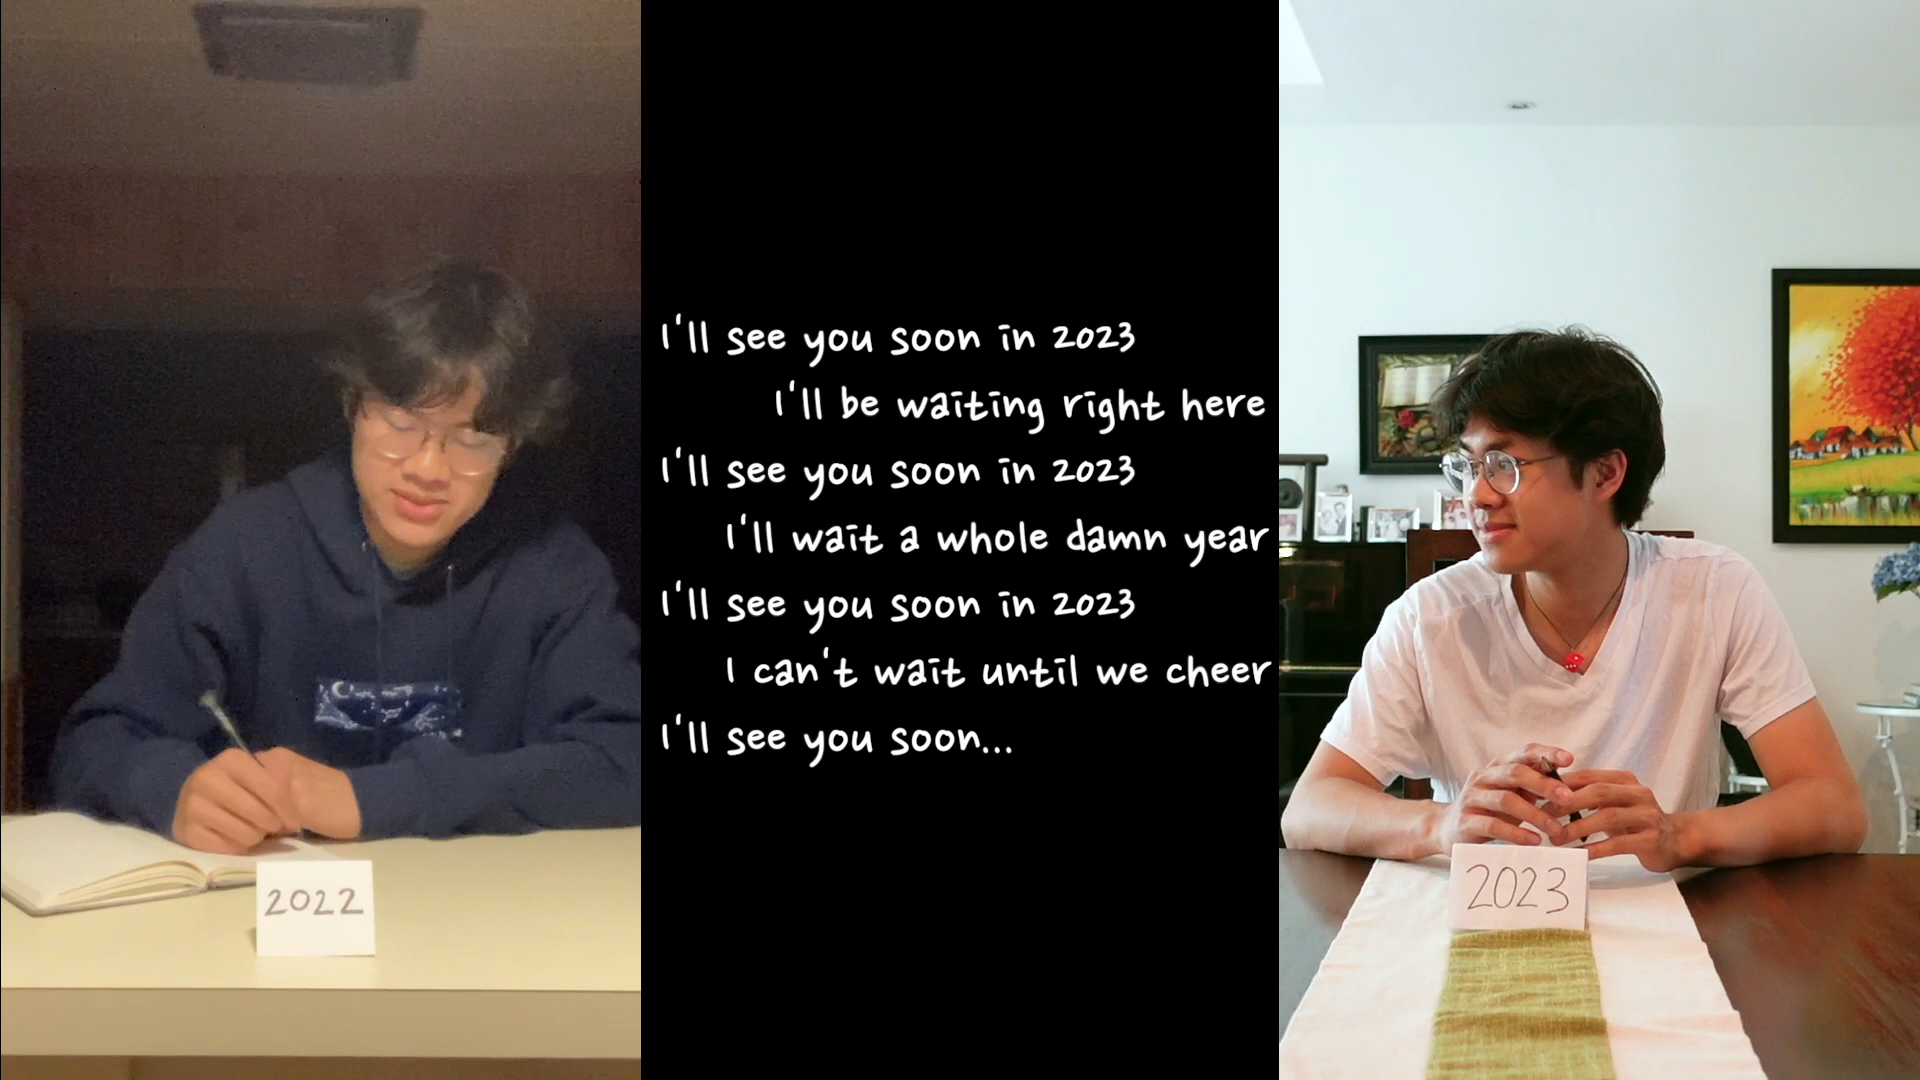 I'll see you soon in 2023
I'll be waiting right here
I'll see you soon in 2023
I'll wait a whole damn year
I'll see you soon in 2023
I can't wait until we cheer
I'll see you soon...
2022
2023